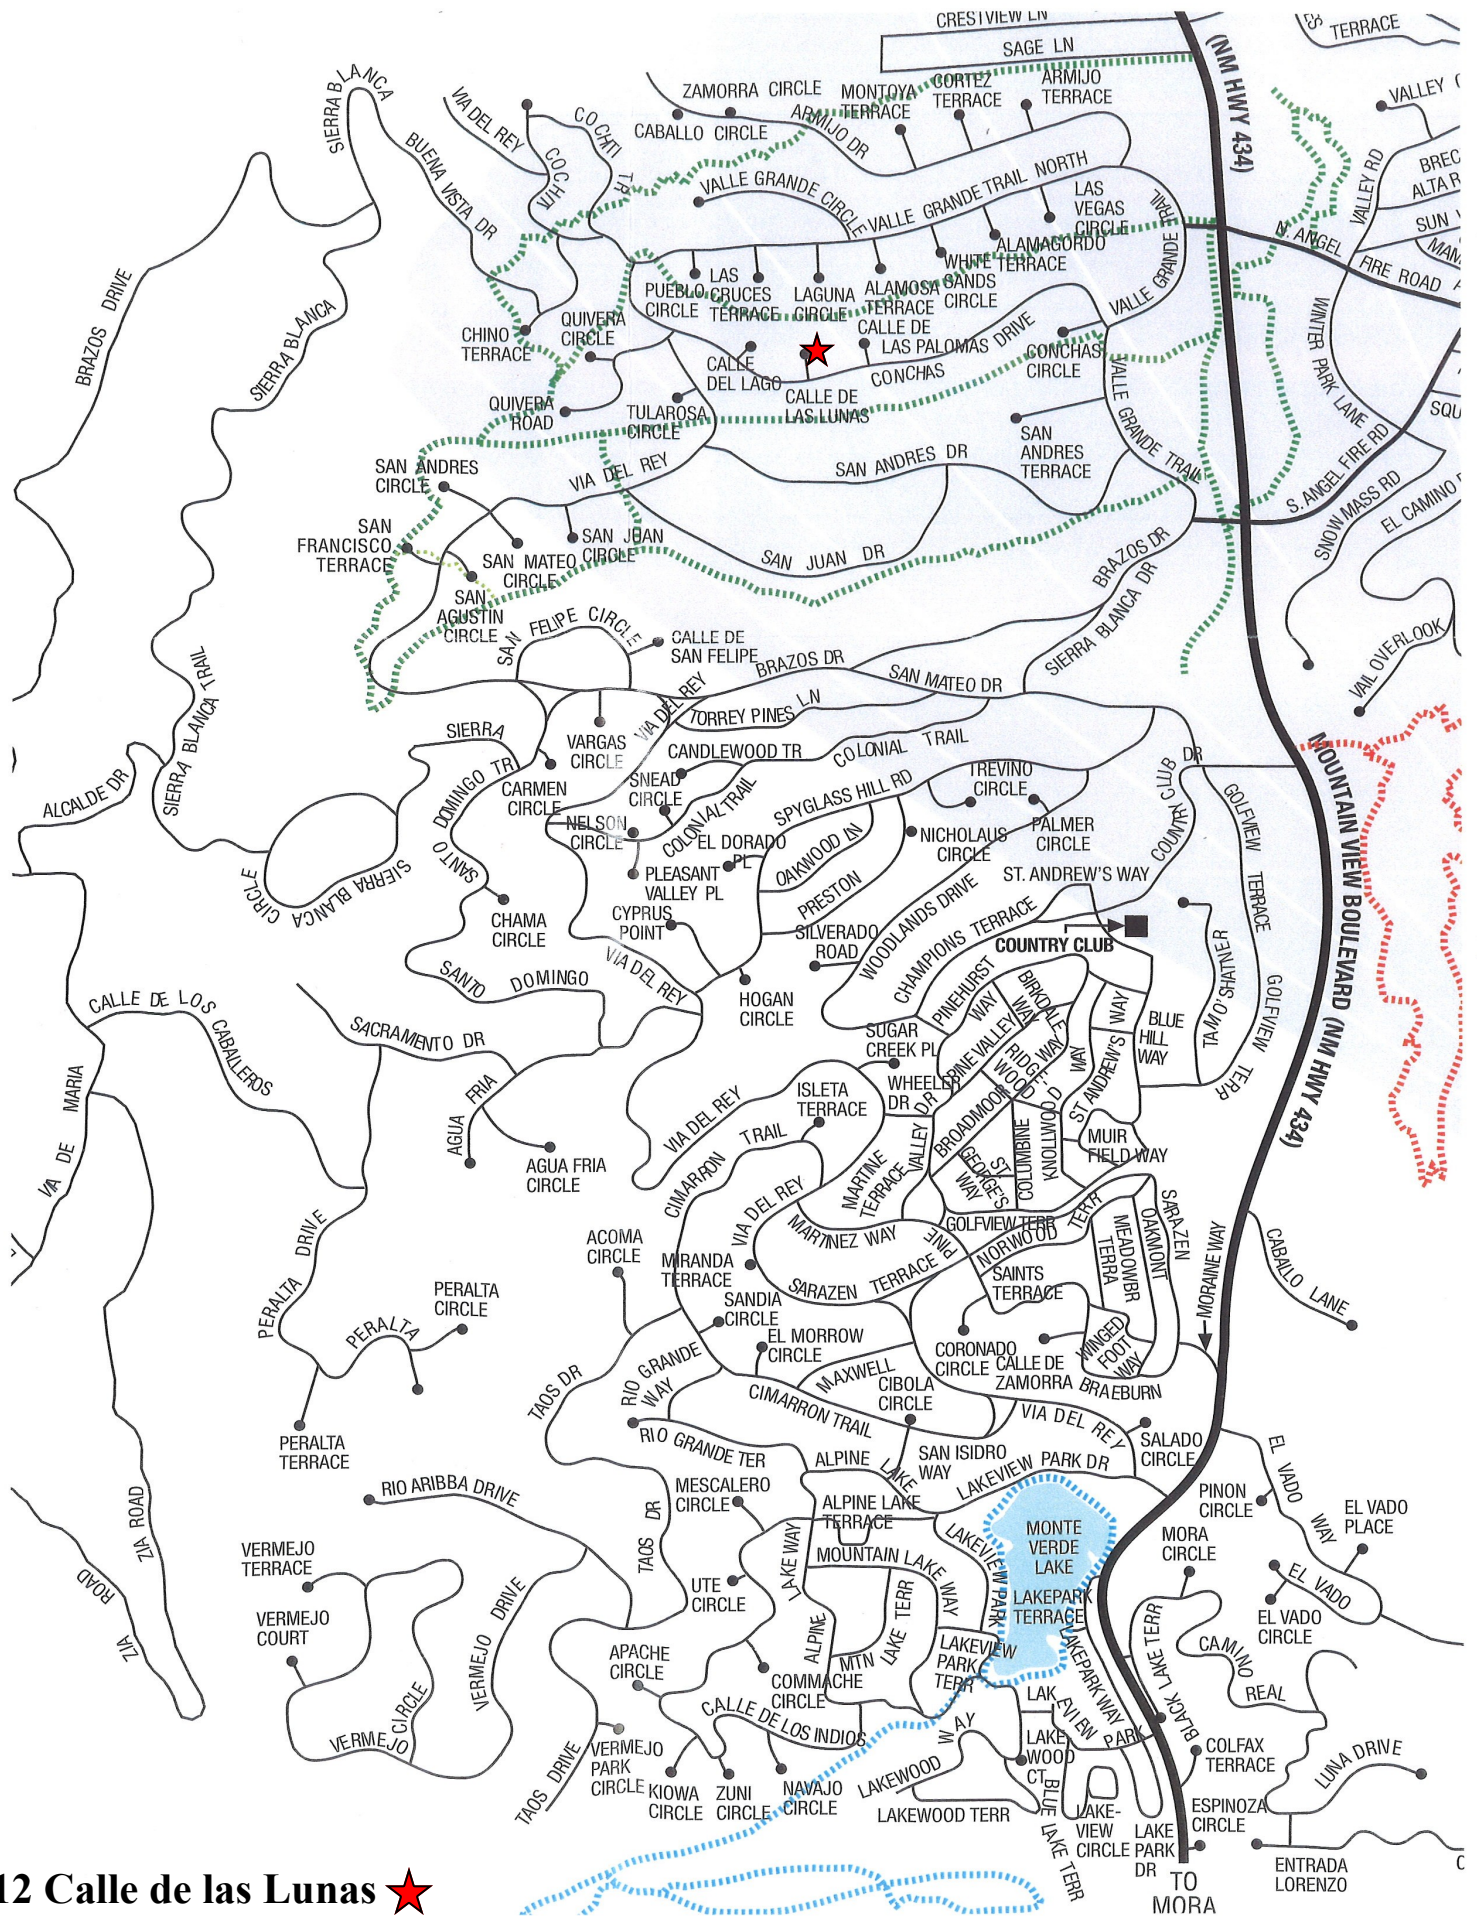 CRESTVIEW LN
SAGE LN
(NM HWY 434)
TERRACE
SIERRA BLANCA
VIA DEL REY
COCHITI TR
ZAMORRA CIRCLE
CABALLO CIRCLE
ARMIJO DR
MONTOYA
TERRACE
CORTEZ
TERRACE
ARMIJO
TERRACE
BUENA VISTA DR
VALLE GRANDE CIRCLE
VALLE GRANDE TRAIL NORTH
LAS
VEGAS
CIRCLE
VALLEY RD
SUN
N. ANGEL
FIRE ROAD
BRAZOS DRIVE
SIERRA BLANCA
PUEBLO
CIRCLE
LAS
CRUCES
TERRACE
LAGUNA
CIRCLE
ALAMOSA
TERRACE
WHITE
SANDS
CIRCLE
ALAMAGORDO
TERRACE
VALLE GRANDE TRAIL
CHINO
TERRACE
QUIVERA
CIRCLE
CALLE
DEL LAGO
CALLE DE
LAS PALOMAS
CONCHAS DRIVE
CONCHAS
CIRCLE
WINTER PARK LANE
QUIVERA
ROAD
TULAROSA
CIRCLE
CALLE DE
LAS LUNAS
SAN
ANDRES
TERRACE
VALLE GRANDE TRAIL
SAN ANDRES
CIRCLE
VIA DEL REY
SAN ANDRES DR
S. ANGEL FIRE RD
SNOW MASS RD
EL CAMINO
SAN
FRANCISCO
TERRACE
SAN MATEO
CIRCLE
SAN JUAN
CIRCLE
SAN JUAN DR
BRAZOS DR
SAN
AGUSTIN
CIRCLE
SAN FELIPE CIRCLE
CALLE DE
SAN FELIPE
BRAZOS DR
SAN MATEO DR
SIERRA BLANCA DR
VAIL OVERLOOK
SIERRA BLANCA TRAIL
ALCALDE DR
SIERRA
SANTO DOMINGO TR
CARMEN
CIRCLE
VARGAS
CIRCLE
VIA DEL REY
TORREY PINES LN
CANDLEWOOD TR
COLONIAL TRAIL
SNEAD
CIRCLE
NELSON
CIRCLE
COLONIAL TRAIL
SPYGLASS HILL RD
TREVINO
CIRCLE
PALMER
CIRCLE
COUNTRY CLUB DR
GOLFVIEW TERRACE
MOUNTAIN VIEW BOULEVARD (NM HWY 434)
SIERRA BLANCA CIRCLE
EL DORADO
PL
PLEASANT
VALLEY PL
OAKWOOD LN
PRESTON
NICHOLAUS
CIRCLE
ST. ANDREW'S WAY
CHAMA
CIRCLE
CYPRUS
POINT
SILVERADO
ROAD
WOODLANDS DRIVE
CHAMPIONS TERRACE
COUNTRY CLUB
SANTO DOMINGO
VIA DEL REY
HOGAN
CIRCLE
PINEHURST
WAY
BIRKDALE
WAY
TAM O'SHATNER
GOLFVIEW TERR
CALLE DE LOS CABALLEROS
SACRAMENTO DR
SUGAR
CREEK PL
PINE VALLEY
RIDGE-
WOOD
WAY
ST ANDREW'S WAY
BLUE
HILL
WAY
VIA DE MARIA
AGUA FRIA
AGUA FRIA
CIRCLE
VIA DEL REY
ISLETA
TERRACE
WHEELER
DR
BROADMOOR
COLUMBINE
KNOLLWOOD
MUIR
FIELD WAY
CIMARRON TRAIL
MARTINE
TERRACE
VALLEY DR
ST.
GEORGE'S
WAY
PERALTA DRIVE
ACOMA
CIRCLE
VIA DEL REY
MARTINEZ WAY
GOLFVIEW TERR
NORWOOD TERR
PINE
MEADOWBR
TERRA
OAKMONT
SARAZEN
MORAINE WAY
CABALLO LANE
MIRANDA
TERRACE
SARAZEN TERRACE
SAINTS
TERRACE
PERALTA
PERALTA
CIRCLE
SANDIA
CIRCLE
EL MORROW
CIRCLE
CORONADO
CIRCLE
CALLE DE
ZAMORRA
WINGED
FOOT
WAY
BRAEBURN
TAOS DR
RIO GRANDE
WAY
MAXWELL
CIBOLA
CIRCLE
CIMARRON TRAIL
VIA DEL REY
PERALTA
TERRACE
RIO GRANDE TER
ALPINE LAKE
SAN ISIDRO
WAY
LAKEVIEW PARK DR
SALADO
CIRCLE
EL VADO WAY
RIO ARIBBA DRIVE
MESCALERO
CIRCLE
ALPINE LAKE
TERRACE
PINON
CIRCLE
EL VADO
PLACE
ZIA ROAD
VERMEJO
TERRACE
TAOS DR
MONTE
VERDE
LAKE
MORA
CIRCLE
UTE
CIRCLE
LAKE WAY
MOUNTAIN LAKE WAY
LAKEVIEW PARK
LAKEPARK
TERRACE
EL VADO
EL VADO
CIRCLE
ZIA ROAD
VERMEJO
COURT
VERMEJO DRIVE
APACHE
CIRCLE
ALPINE
MTN LAKE TERR
LAKEVIEW
PARK
TERR
LAKEPARK WAY
BLACK LAKE TERR
CAMINO REAL
COMMACHE
CIRCLE
VERMEJO CIRCLE
CALLE DE LOS INDIOS
LAKEVIEW PARK
TAOS DRIVE
VERMEJO
PARK
CIRCLE
KIOWA
CIRCLE
ZUNI
CIRCLE
NAVAJO
CIRCLE
LAKEWOOD WAY
LAKE
WOOD
CT
LAKEWOOD TERR
BLUE LAKE TERR
LAKE-
VIEW
CIRCLE
LAKE
PARK
DR
COLFAX
TERRACE
LUNA DRIVE
ESPINOZA
CIRCLE
ENTRADA
LORENZO
TO
MORA
12 Calle de las Lunas